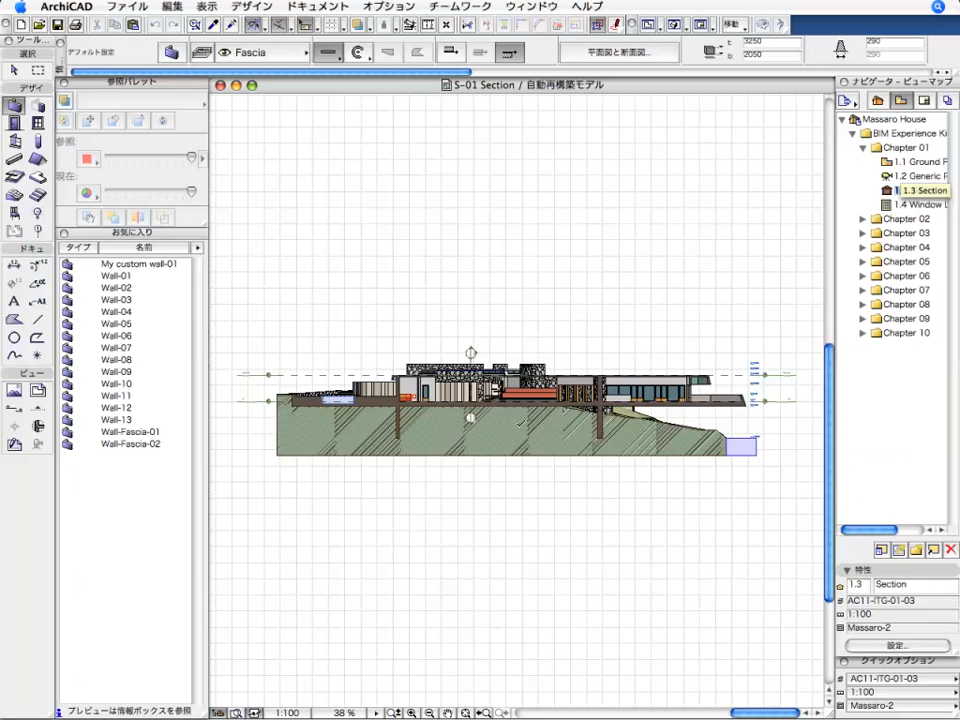 ArchiCAD ファイル 編集 表示 デザイン ドキュメント オプション チームワーク ウィンドウ ヘルプ
ツール...
選択
デフォルト設定
Fascia
平面図と断面図...
t: 3250
b: 2050
290
290
移動
デザイ
参照パレット
参照:
現在:
お気に入り
タイプ 名前
My custom wall-01
Wall-01
Wall-02
Wall-03
Wall-04
Wall-05
Wall-06
Wall-07
Wall-08
Wall-09
Wall-10
Wall-11
Wall-12
Wall-13
Wall-Fascia-01
Wall-Fascia-02
ドキュ
ビュー
プレビューは情報ボックスを参照
S-01 Section / 自動再構築モデル
1:100 38 %
ナビゲータ - ビューマップ
Massaro House
BIM Experience Ki
Chapter 01
1.1 Ground F
1.2 Generic F
1.3 Section
1.4 Window L
Chapter 02
Chapter 03
Chapter 04
Chapter 05
Chapter 06
Chapter 07
Chapter 08
Chapter 09
Chapter 10
特性
1.3 Section
AC11-ITG-01-03
1:100
Massaro-2
設定...
クイックオプション
AC11-ITG-01-03
1:100
Massaro-2